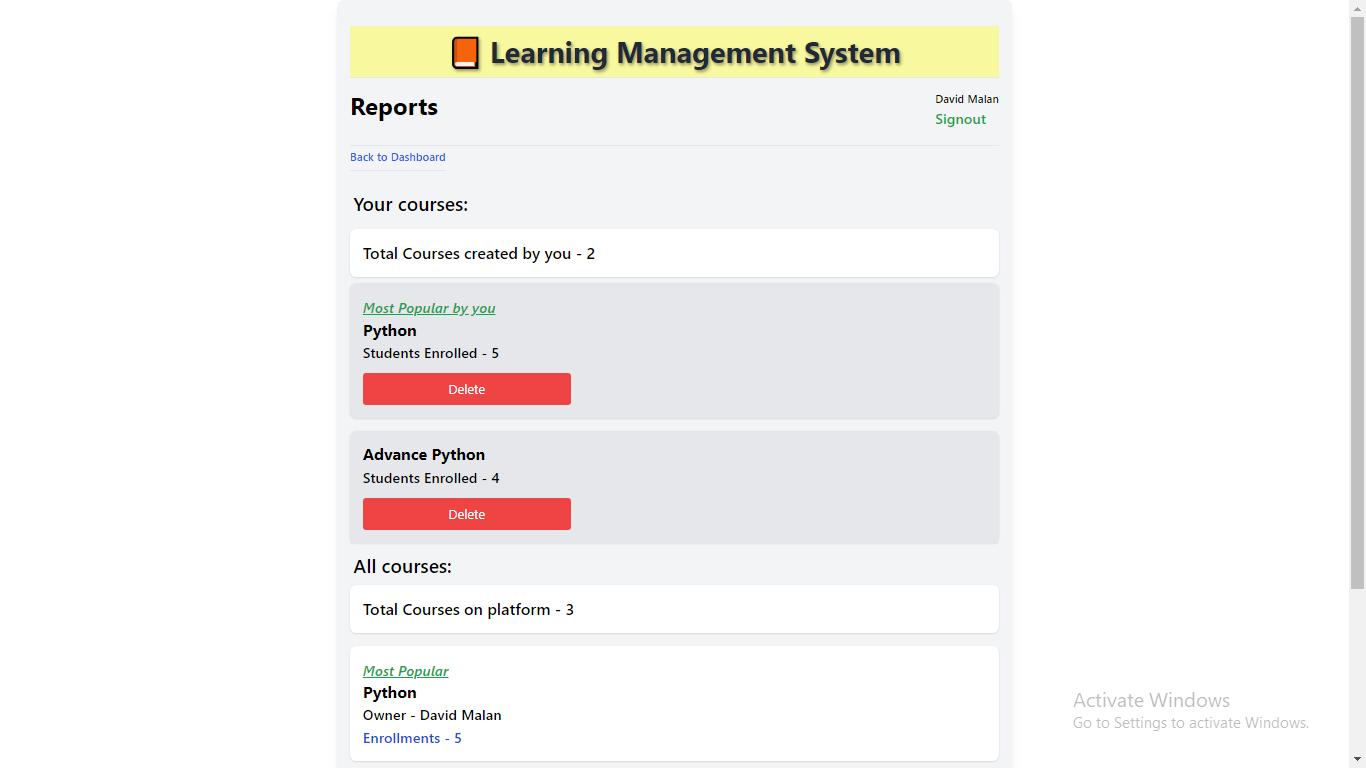 Learning Management System
Reports
David Malan
Signout
Back to Dashboard
Your courses:
Total Courses created by you - 2
Most Popular by you
Python
Students Enrolled - 5
Delete
Advance Python
Students Enrolled - 4
Delete
All courses:
Total Courses on platform - 3
Most Popular
Python
Owner - David Malan
Enrollments - 5
Activate Windows
Go to Settings to activate Windows.